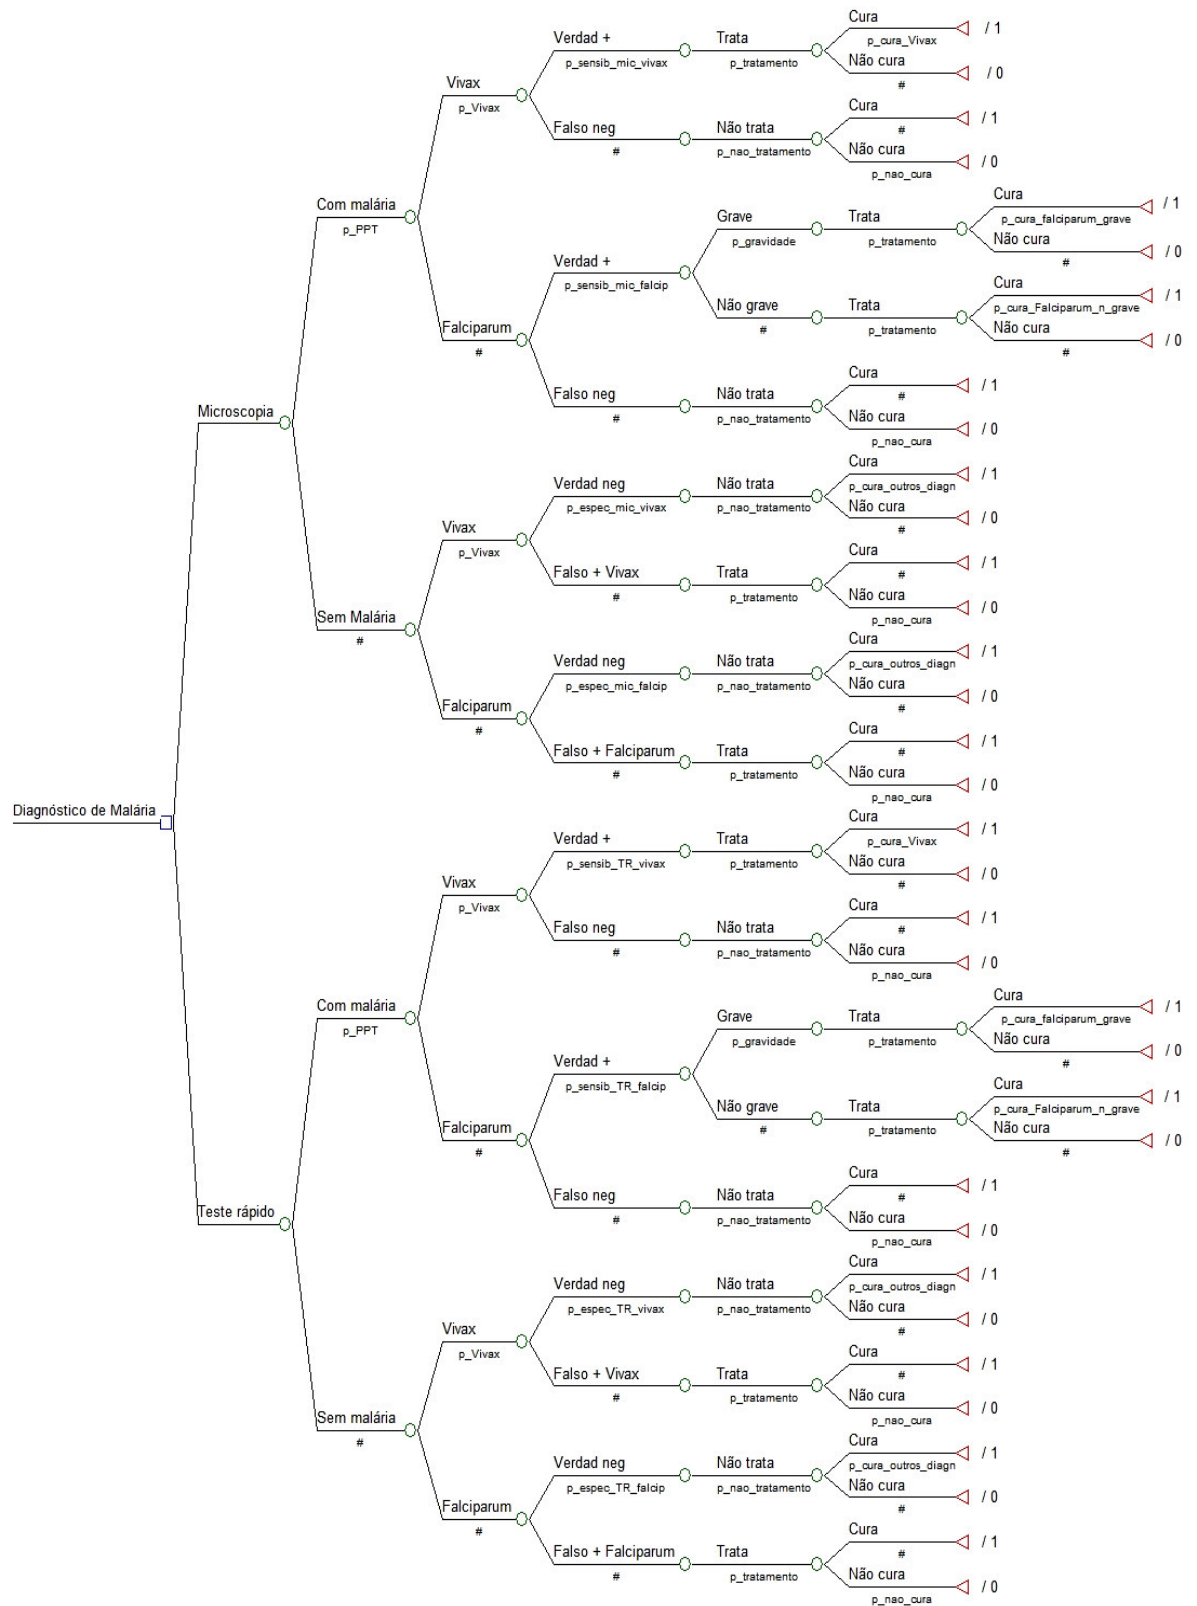 Cura
/ 1
Verdad +
Trata
p_cura_Vivax
p_sensib_mic_vivax
p_tratamento
Não cura
/ 0
#
Vivax
p_Vivax
Cura
/ 1
Falso neg
Não trata
#
#
p_nao_tratamento
Não cura
/ 0
p_nao_cura
Com malária
p_PPT
Cura
/ 1
Grave
Trata
p_cura_falciparum_grave
p_gravidade
p_tratamento
Não cura
/ 0
#
Verdad +
p_sensib_mic_falcip
Cura
/ 1
Não grave
Trata
p_cura_Falciparum_n_grave
#
p_tratamento
Não cura
/ 0
#
Falciparum
#
Cura
/ 1
Falso neg
Não trata
#
#
p_nao_tratamento
Não cura
/ 0
p_nao_cura
Microscopia
Cura
/ 1
Verdad neg
Não trata
p_cura_outros_diagn
p_espec_mic_vivax
p_nao_tratamento
Não cura
/ 0
#
Vivax
p_Vivax
Cura
/ 1
Falso + Vivax
Trata
#
#
p_tratamento
Não cura
/ 0
p_nao_cura
Sem Malária
#
Cura
/ 1
Verdad neg
Não trata
p_cura_outros_diagn
p_espec_mic_falcip
p_nao_tratamento
Não cura
/ 0
#
Falciparum
#
Cura
/ 1
Falso + Falciparum
Trata
#
#
p_tratamento
Não cura
/ 0
p_nao_cura
Diagnóstico de Malária
Cura
/ 1
Verdad +
Trata
p_cura_Vivax
p_sensib_TR_vivax
p_tratamento
Não cura
/ 0
#
Vivax
p_Vivax
Cura
/ 1
Falso neg
Não trata
#
#
p_nao_tratamento
Não cura
/ 0
p_nao_cura
Com malária
p_PPT
Cura
/ 1
Grave
Trata
p_cura_falciparum_grave
p_gravidade
p_tratamento
Não cura
/ 0
#
Verdad +
p_sensib_TR_falcip
Cura
/ 1
Não grave
Trata
p_cura_Falciparum_n_grave
#
p_tratamento
Não cura
/ 0
#
Falciparum
#
Cura
/ 1
Falso neg
Não trata
#
#
p_nao_tratamento
Não cura
/ 0
p_nao_cura
Teste rápido
Cura
/ 1
Verdad neg
Não trata
p_cura_outros_diagn
p_espec_TR_vivax
p_nao_tratamento
Não cura
/ 0
#
Vivax
p_Vivax
Cura
/ 1
Falso + Vivax
Trata
#
#
p_tratamento
Não cura
/ 0
p_nao_cura
Sem malária
#
Cura
/ 1
Verdad neg
Não trata
p_cura_outros_diagn
p_espec_TR_falcip
p_nao_tratamento
Não cura
/ 0
#
Falciparum
#
Cura
/ 1
Falso + Falciparum
Trata
#
#
p_tratamento
Não cura
/ 0
p_nao_cura